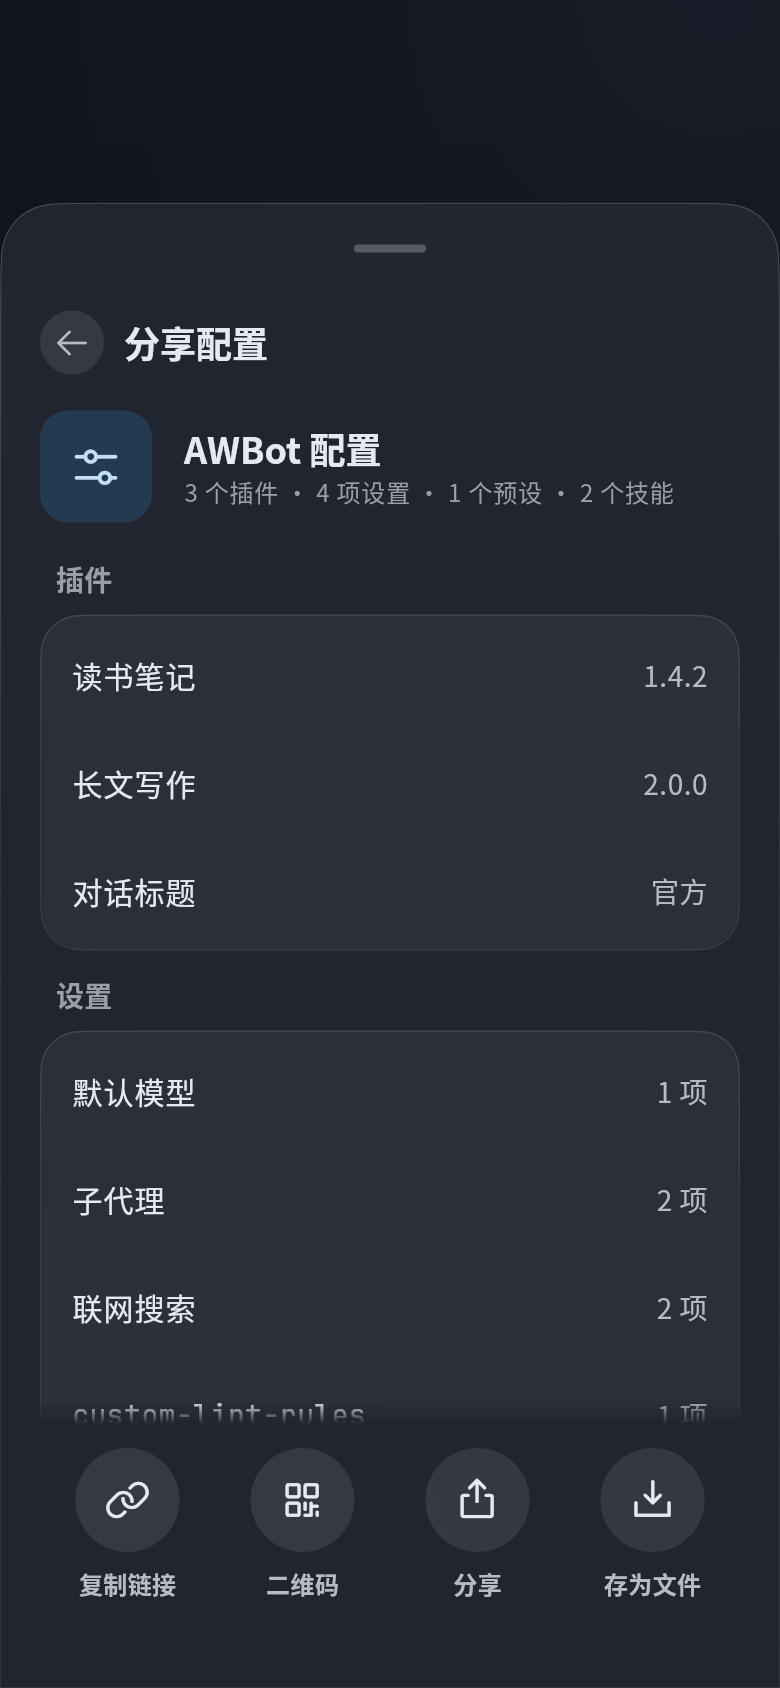 分享配置
AWBot 配置
3 个插件 · 4 项设置 · 1 个预设 · 2 个技能
插件
读书笔记 1.4.2
长文写作 2.0.0
对话标题 官方
设置
默认模型 1 项
子代理 2 项
联网搜索 2 项
custom-lint-rules 1 项
复制链接 二维码 分享 存为文件